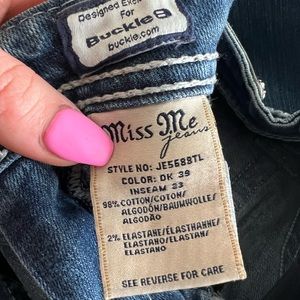 Designed Excl
For
Buckle B
buckle.com
Miss Me
jeans
STYLE NO: JE5688TL
COLOR: DK 39
INSEAM 33
98% COTTON/COTON/
ALGODÓN/BAUMWOLLE/
ALGODÃO
2% ELASTANE/ELASTHANNE/
ELASTANO/ELASTAN/
ELASTANO
SEE REVERSE FOR CARE